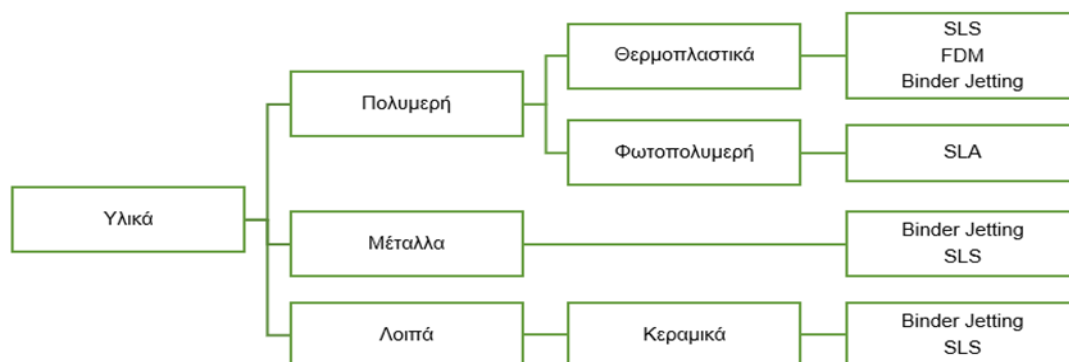 Υλικά
Πολυμερή
Θερμοπλαστικά
SLS
FDM
Binder Jetting
Φωτοπολυμερή
SLA
Μέταλλα
Binder Jetting
SLS
Λοιπά
Κεραμικά
Binder Jetting
SLS